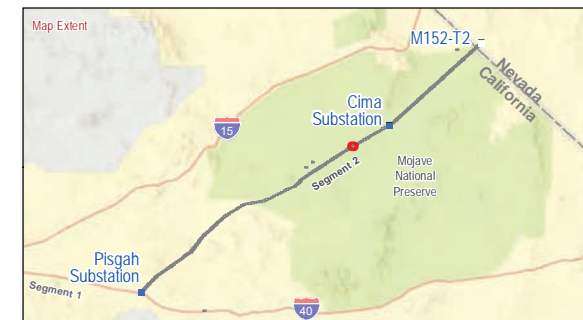 Map Extent
M152-T2
Nevada
California
Cima
Substation
15
Segment 2
Mojave
National
Preserve
Pisgah
Substation
Segment 1
40